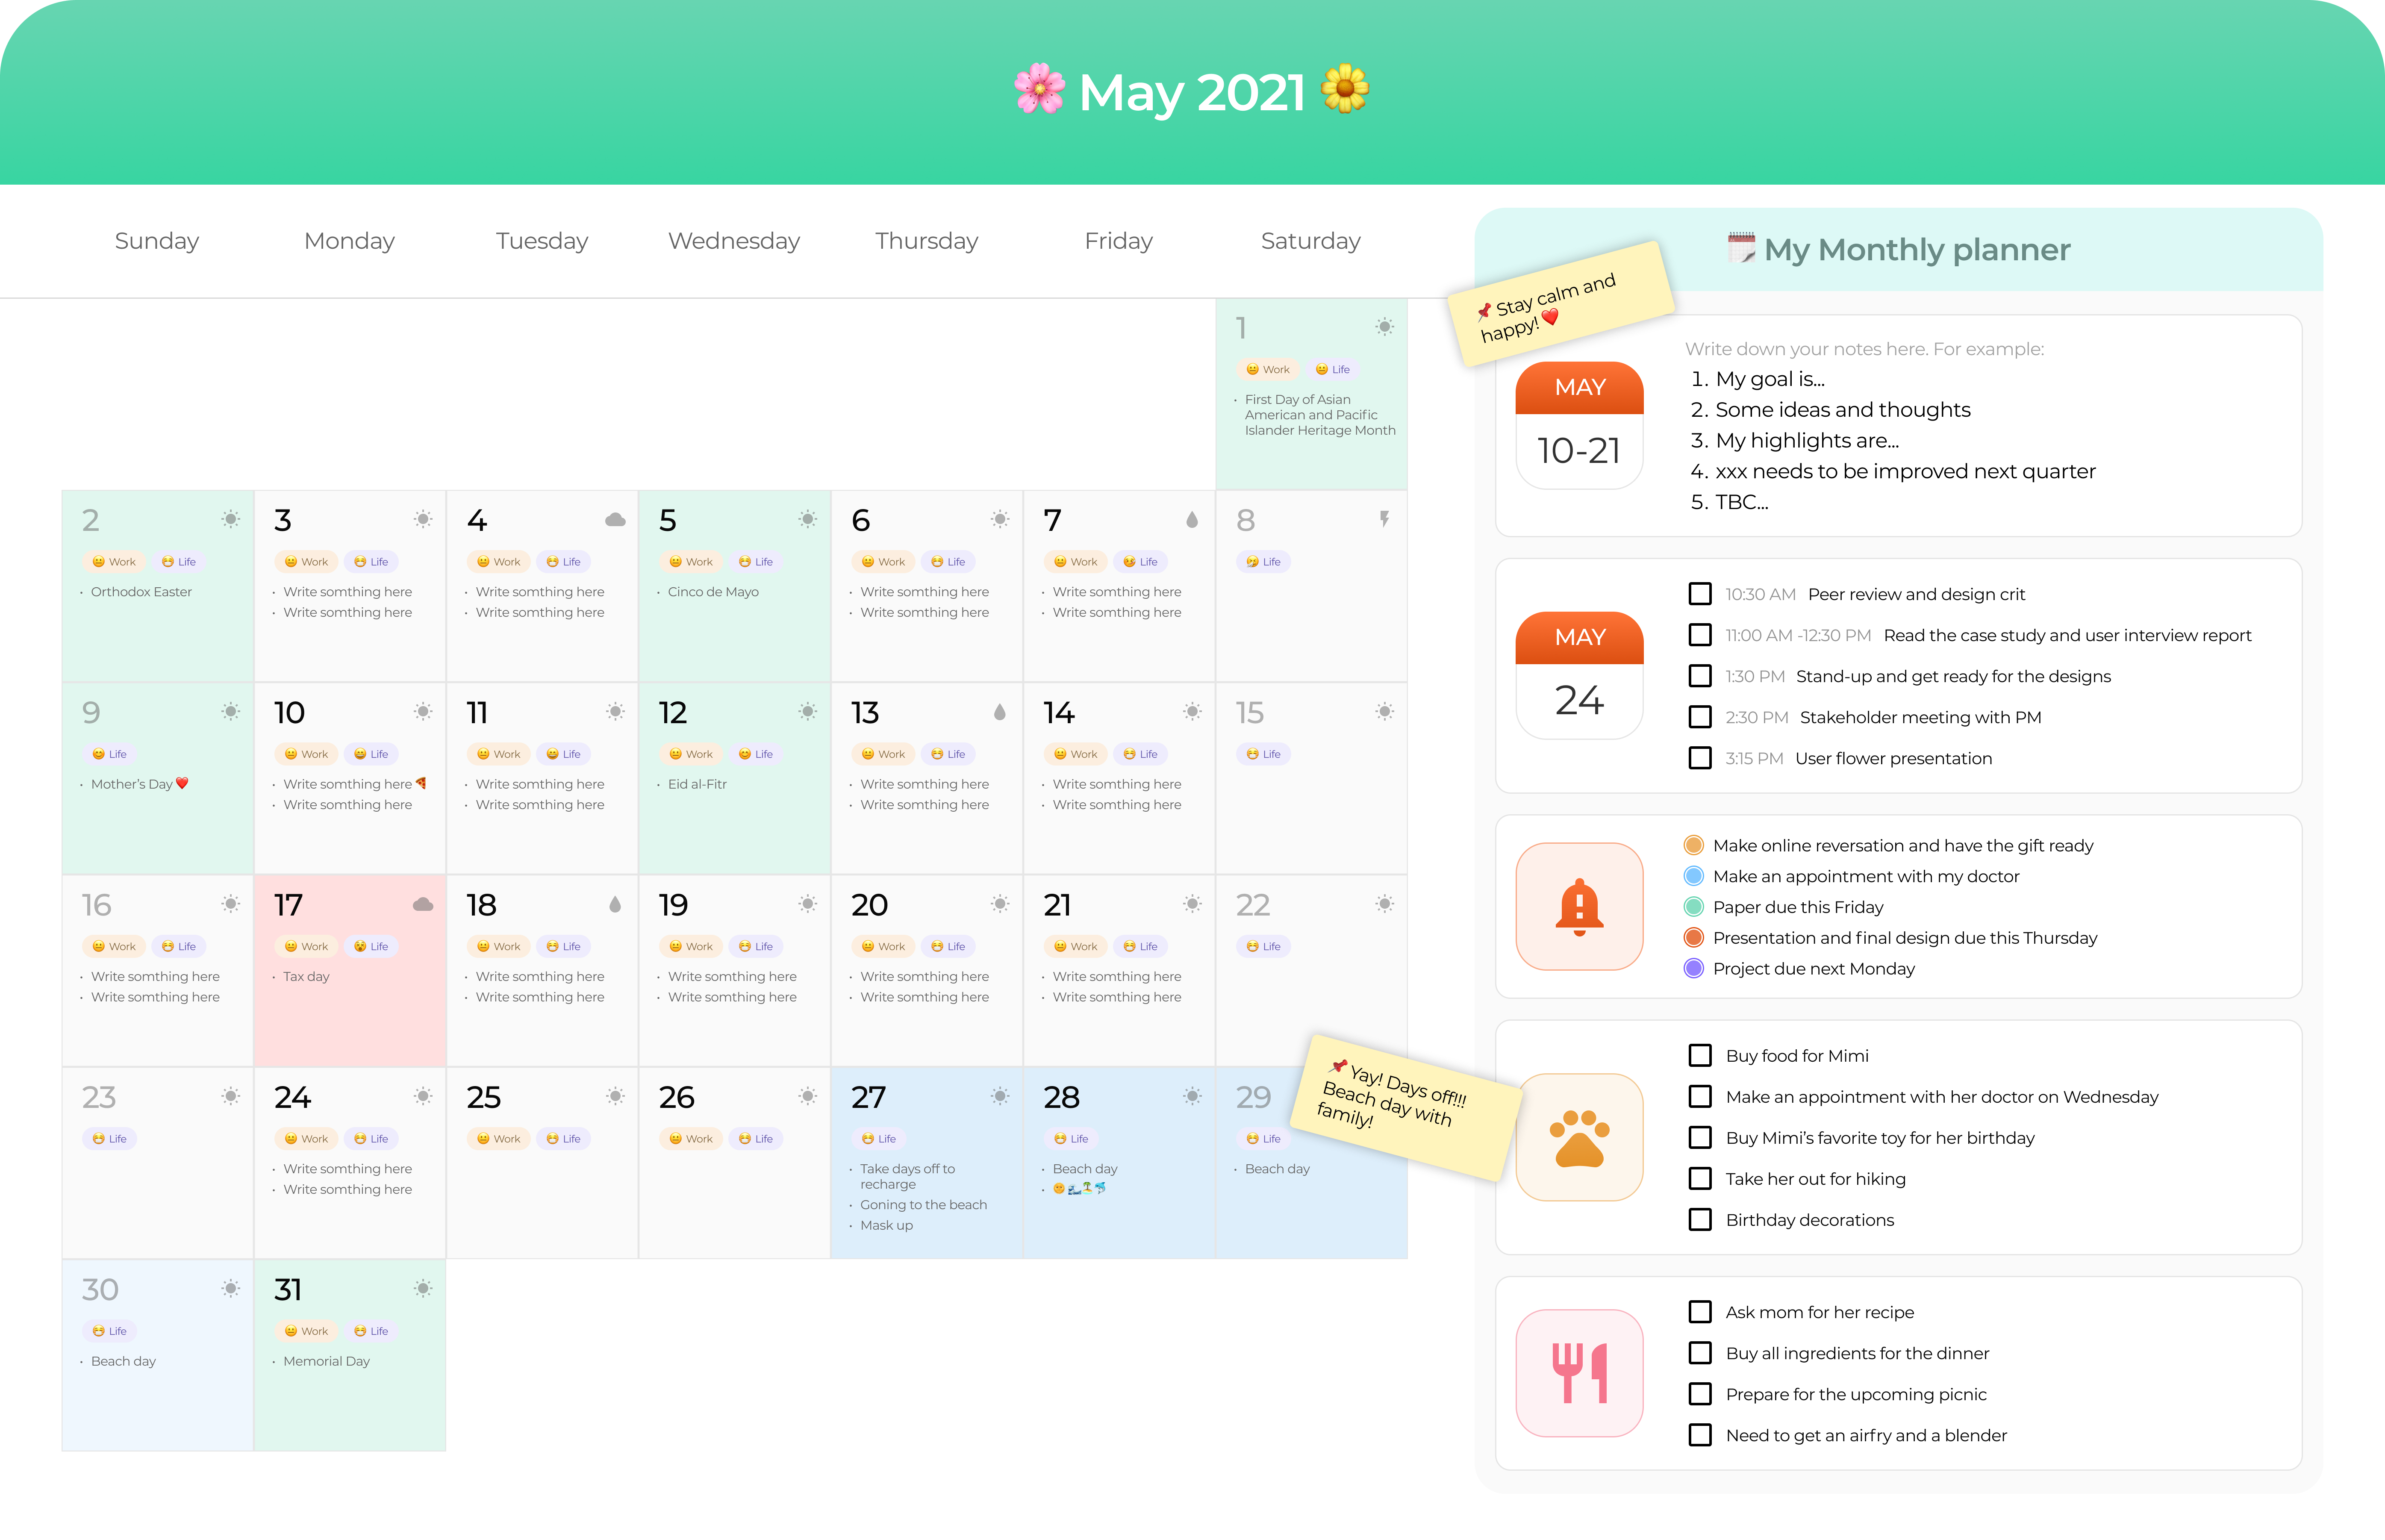 🌸 May 2021 🌼
Sunday Monday Tuesday Wednesday Thursday Friday Saturday
1
Work Life
• First Day of Asian
American and Pacific
Islander Heritage Month
2
Work Life
• Orthodox Easter
3
Work Life
• Write somthing here
• Write somthing here
4
Work Life
• Write somthing here
• Write somthing here
5
Work Life
• Cinco de Mayo
6
Work Life
• Write somthing here
• Write somthing here
7
Work Life
• Write somthing here
• Write somthing here
8
Life
9
Life
• Mother's Day ❤️
10
Work Life
• Write somthing here 🍕
• Write somthing here
11
Work Life
• Write somthing here
• Write somthing here
12
Work Life
• Eid al-Fitr
13
Work Life
• Write somthing here
• Write somthing here
14
Work Life
• Write somthing here
• Write somthing here
15
Life
16
Work Life
• Write somthing here
• Write somthing here
17
Work Life
• Tax day
18
Work Life
• Write somthing here
• Write somthing here
19
Work Life
• Write somthing here
• Write somthing here
20
Work Life
• Write somthing here
• Write somthing here
21
Work Life
• Write somthing here
• Write somthing here
22
Life
23
Life
24
Work Life
• Write somthing here
• Write somthing here
25
Work Life
26
Work Life
27
Life
• Take days off to
recharge
• Goning to the beach
• Mask up
28
Life
• Beach day
29
Life
• Beach day
📌 Yay! Days off!!!
Beach day with
family!
30
Life
• Beach day
31
Work Life
• Memorial Day
My Monthly planner
📌 Stay calm and
happy! ❤️
MAY
10-21
Write down your notes here. For example:
1. My goal is...
2. Some ideas and thoughts
3. My highlights are...
4. xxx needs to be improved next quarter
5. TBC...
MAY
24
10:30 AM Peer review and design crit
11:00 AM -12:30 PM Read the case study and user interview report
1:30 PM Stand-up and get ready for the designs
2:30 PM Stakeholder meeting with PM
3:15 PM User flower presentation
Make online reversation and have the gift ready
Make an appointment with my doctor
Paper due this Friday
Presentation and final design due this Thursday
Project due next Monday
Buy food for Mimi
Make an appointment with her doctor on Wednesday
Buy Mimi's favorite toy for her birthday
Take her out for hiking
Birthday decorations
Ask mom for her recipe
Buy all ingredients for the dinner
Prepare for the upcoming picnic
Need to get an airfry and a blender